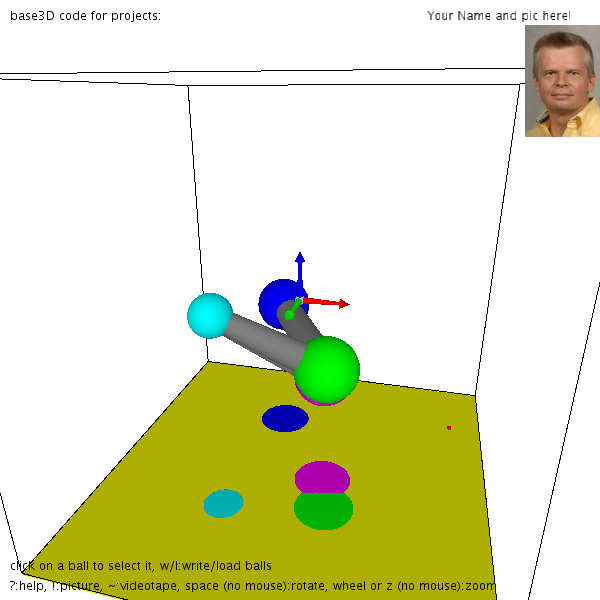 base3D code for projects:
Your Name and pic here!
click on a ball to select it, w/l:write/load balls
?:help, !:picture, ~:videotape, space (no mouse):rotate, wheel or z (no mouse):zoom